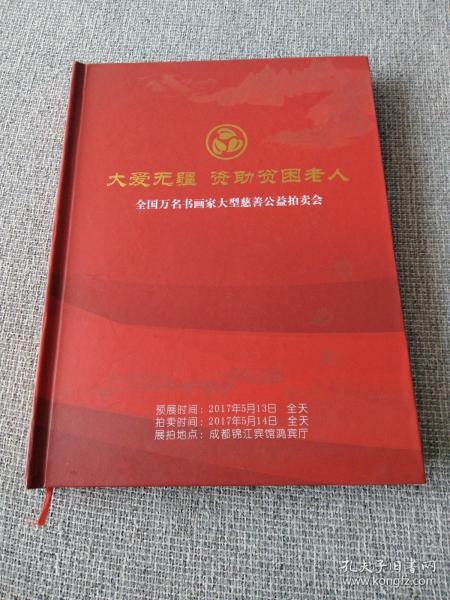 大爱无疆 资助贫困老人
全国万名书画家大型慈善公益拍卖会
预展时间：2017年5月13日 全天
拍卖时间：2017年5月14日 全天
展拍地点：成都锦江宾馆鸿宾厅
孔夫子旧书网
www.kongfz.com